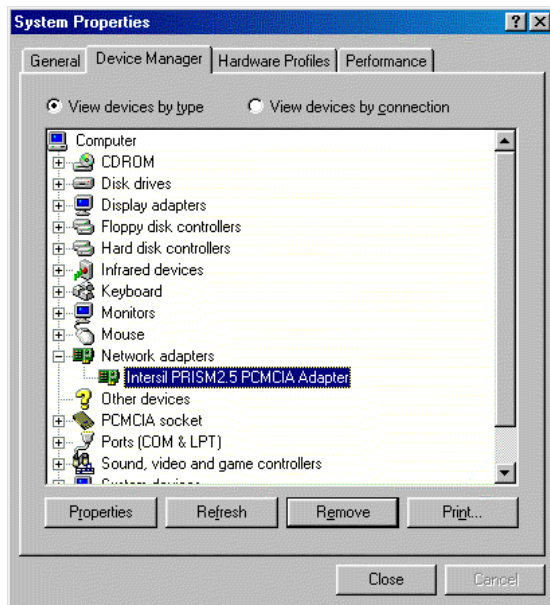 System Properties
General Device Manager Hardware Profiles Performance
View devices by type View devices by connection
Computer
CDROM
Disk drives
Display adapters
Floppy disk controllers
Hard disk controllers
Infrared devices
Keyboard
Monitors
Mouse
Network adapters
Intersil PRISM2.5 PCMCIA Adapter
Other devices
PCMCIA socket
Ports (COM & LPT)
Sound, video and game controllers
System devices
Properties Refresh Remove Print...
Close Cancel